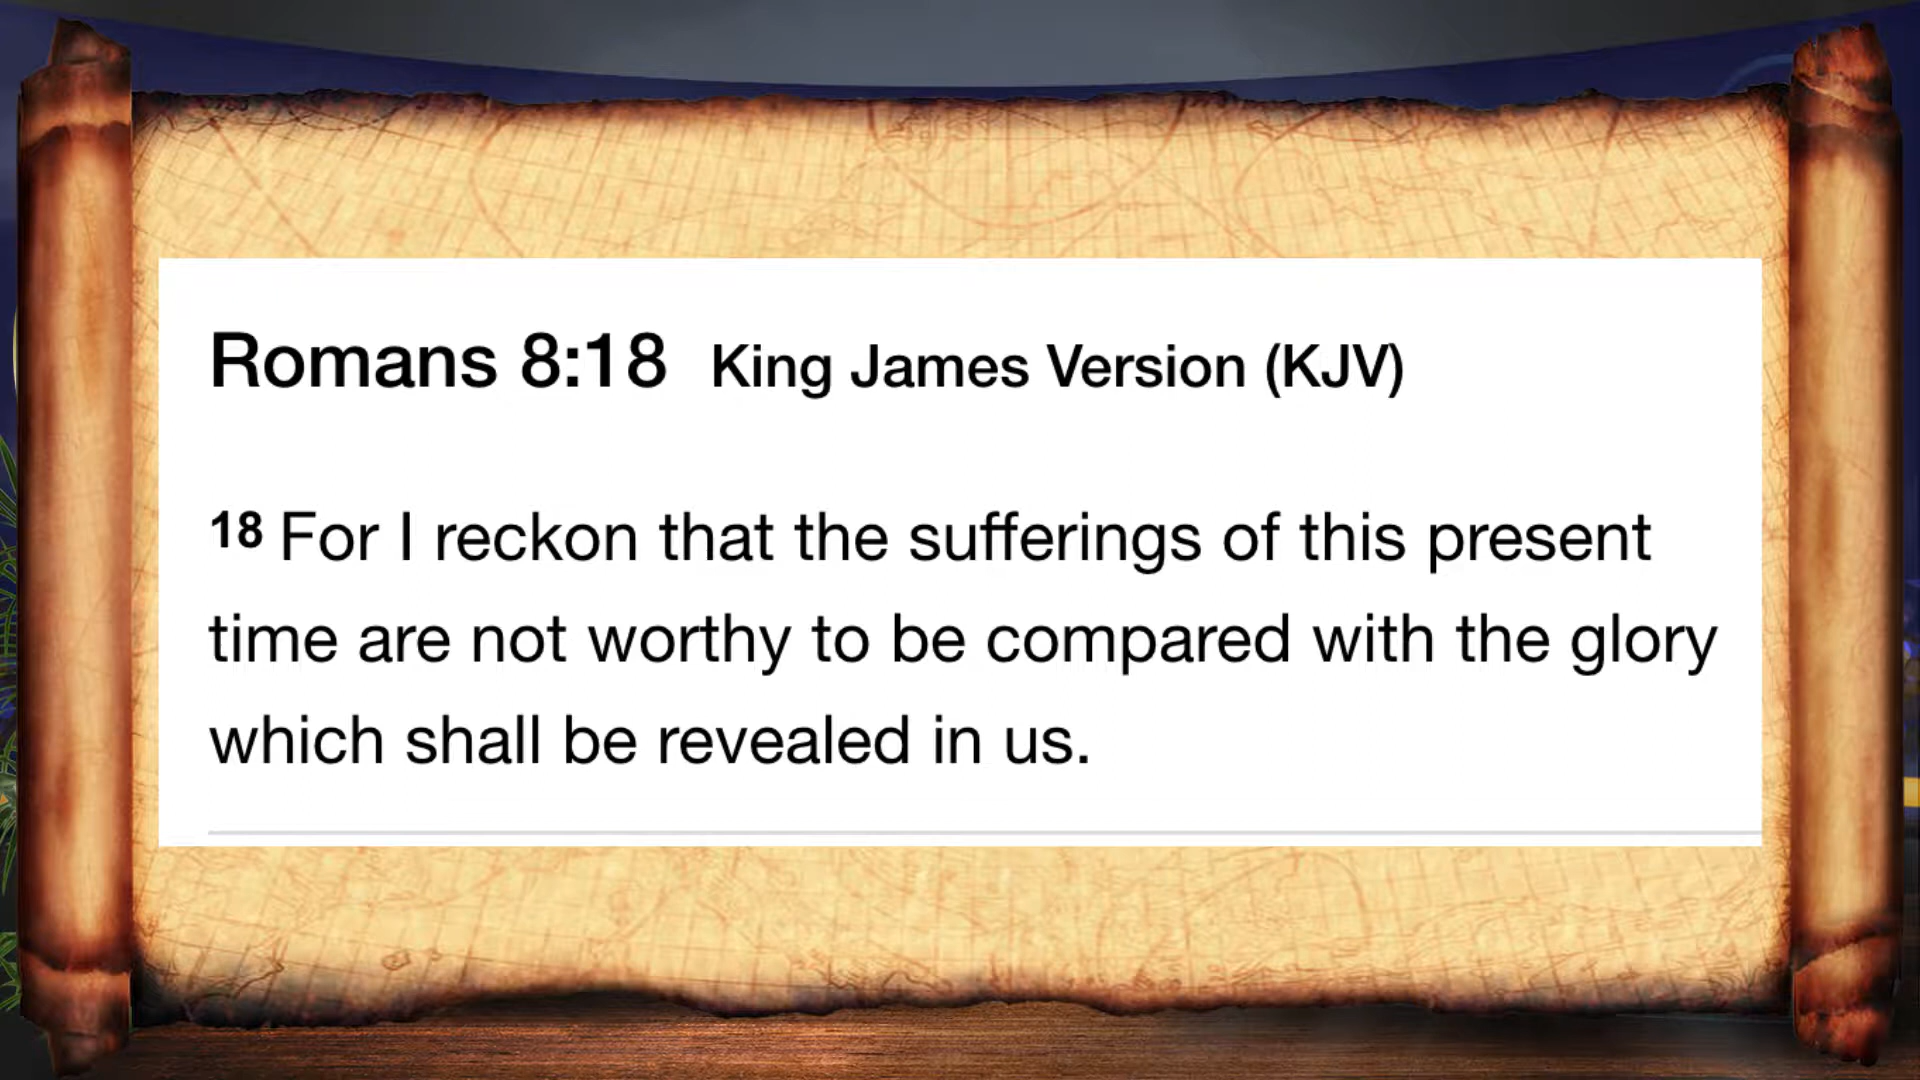 Romans 8:18 King James Version (KJV)
18 For I reckon that the sufferings of this present
time are not worthy to be compared with the glory
which shall be revealed in us.